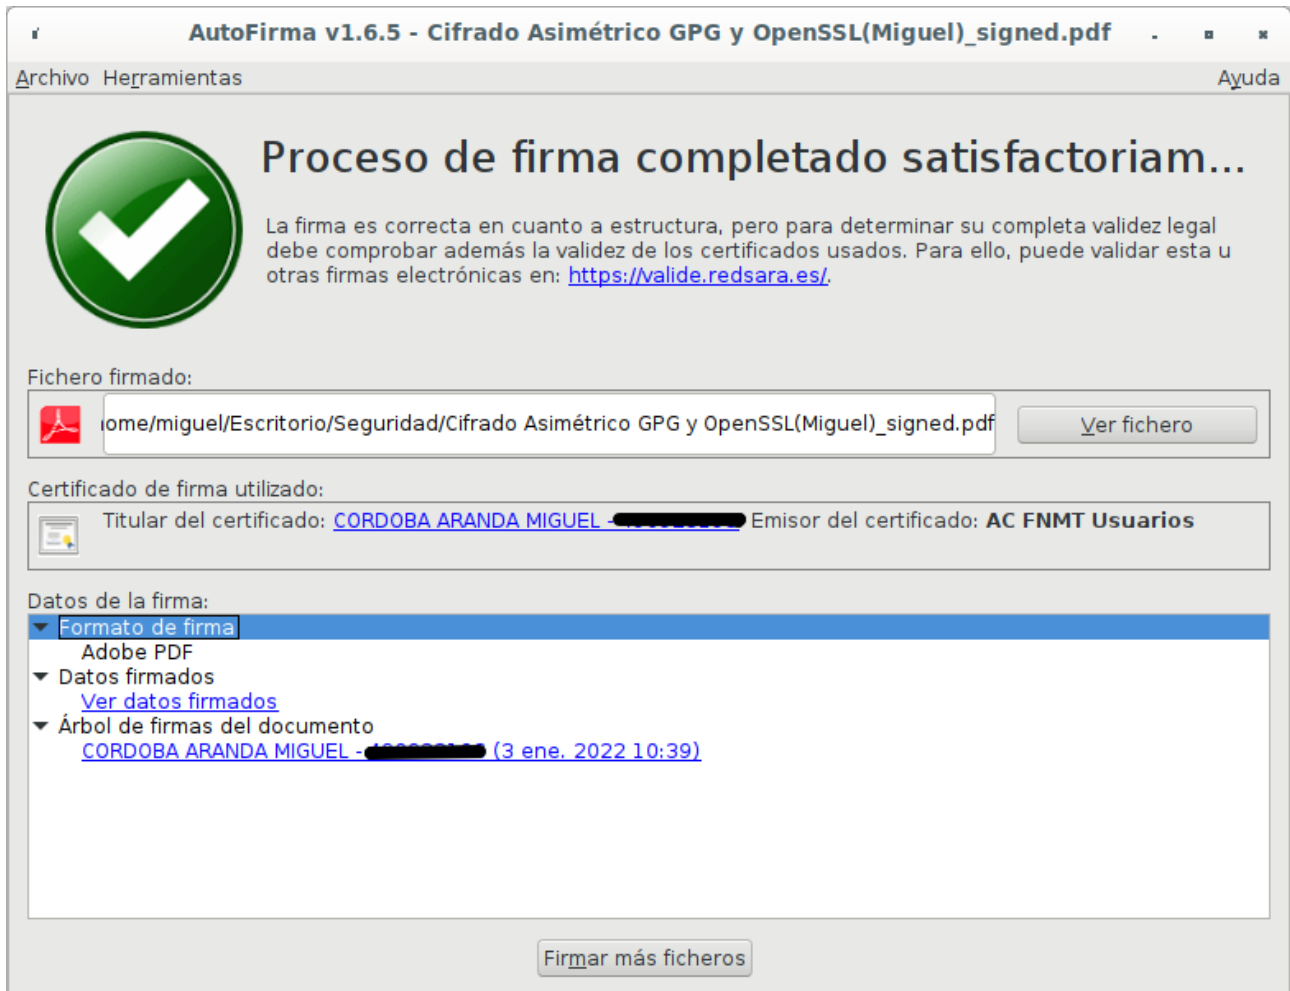 AutoFirma v1.6.5 - Cifrado Asimétrico GPG y OpenSSL(Miguel)_signed.pdf
Archivo Herramientas Ayuda
Proceso de firma completado satisfactoriam...
La firma es correcta en cuanto a estructura, pero para determinar su completa validez legal
debe comprobar además la validez de los certificados usados. Para ello, puede validar esta u
otras firmas electrónicas en: https://valide.redsara.es/.
Fichero firmado:
ome/miguel/Escritorio/Seguridad/Cifrado Asimétrico GPG y OpenSSL(Miguel)_signed.pdf
Ver fichero
Certificado de firma utilizado:
Titular del certificado: CORDOBA ARANDA MIGUEL - Emisor del certificado: AC FNMT Usuarios
Datos de la firma:
Formato de firma
Adobe PDF
Datos firmados
Ver datos firmados
Árbol de firmas del documento
CORDOBA ARANDA MIGUEL - (3 ene. 2022 10:39)
Firmar más ficheros